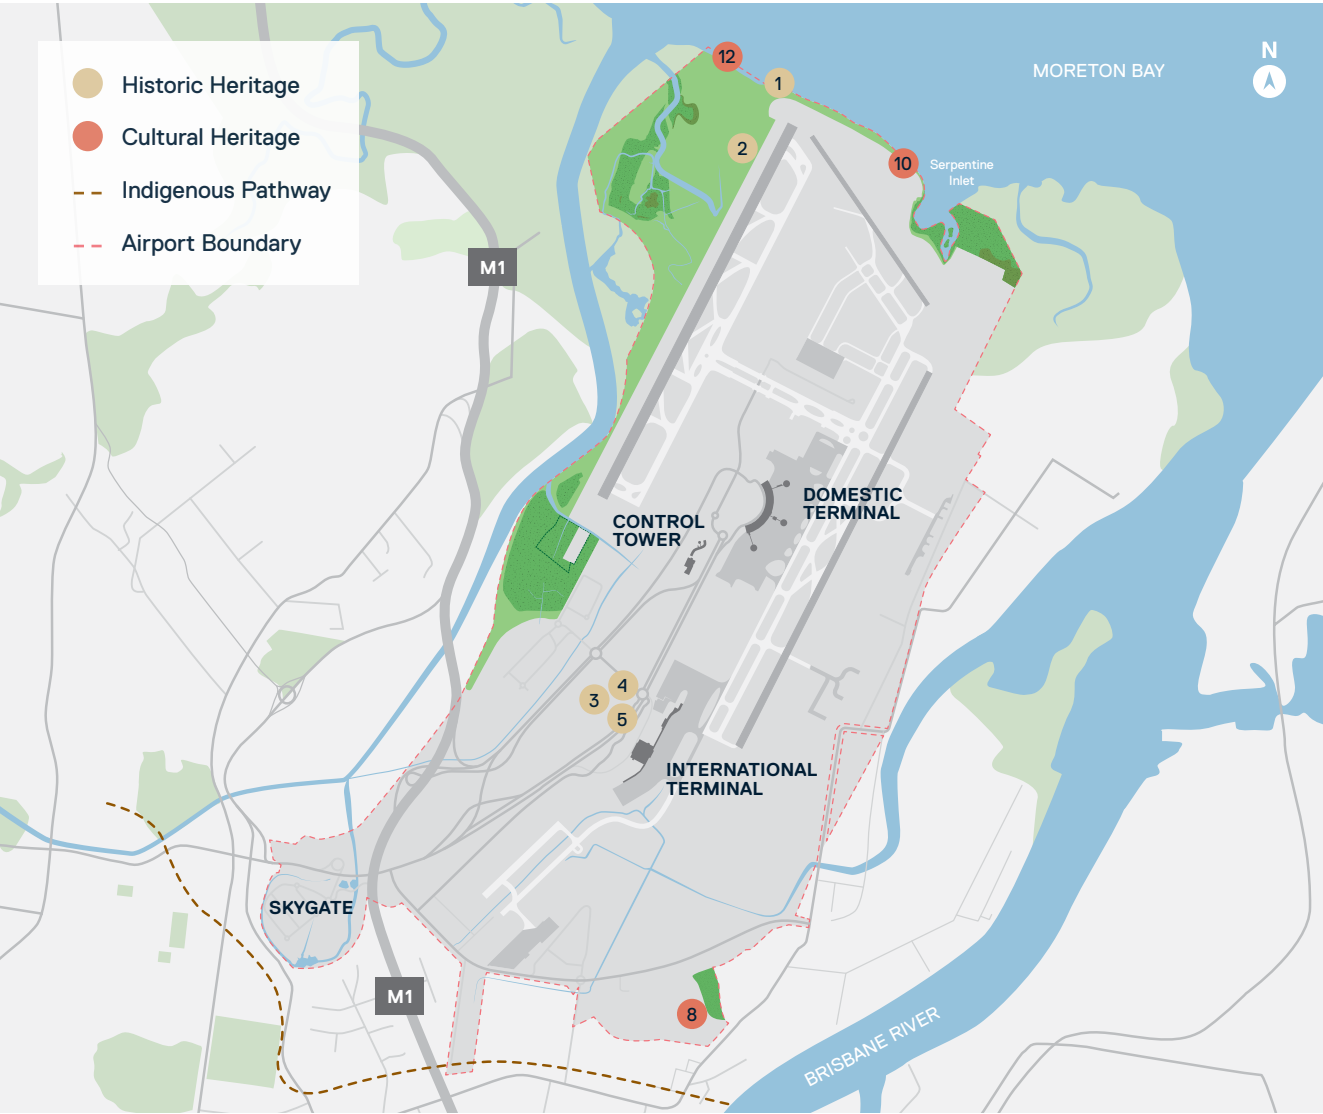 Historic Heritage
Cultural Heritage
Indigenous Pathway
Airport Boundary
12
1
MORETON BAY
N
2
10
Serpentine
Inlet
M1
DOMESTIC
TERMINAL
CONTROL
TOWER
4
3
5
INTERNATIONAL
TERMINAL
SKYGATE
M1
8
BRISBANE RIVER